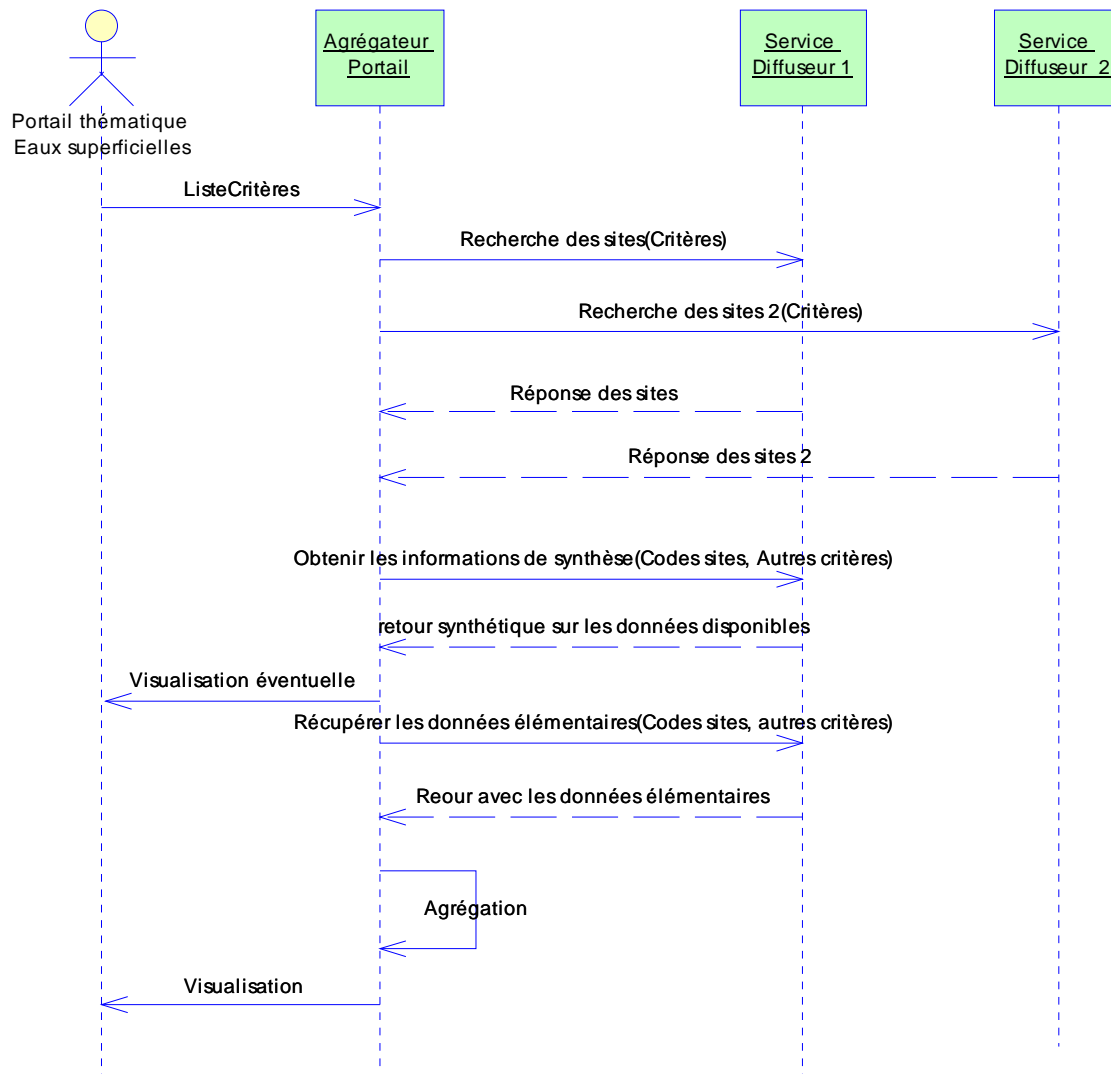 Agrégateur
Portail
Service
Diffuseur 1
Service
Diffuseur 2
Portail thématique
Eaux superficielles
ListeCritères
Recherche des sites(Critères)
Recherche des sites 2(Critères)
Réponse des sites
Réponse des sites 2
Obtenir les informations de synthèse(Codes sites, Autres critères)
retour synthétique sur les données disponibles
Visualisation éventuelle
Récupérer les données élémentaires(Codes sites, autres critères)
Reour avec les données élémentaires
Agrégation
Visualisation